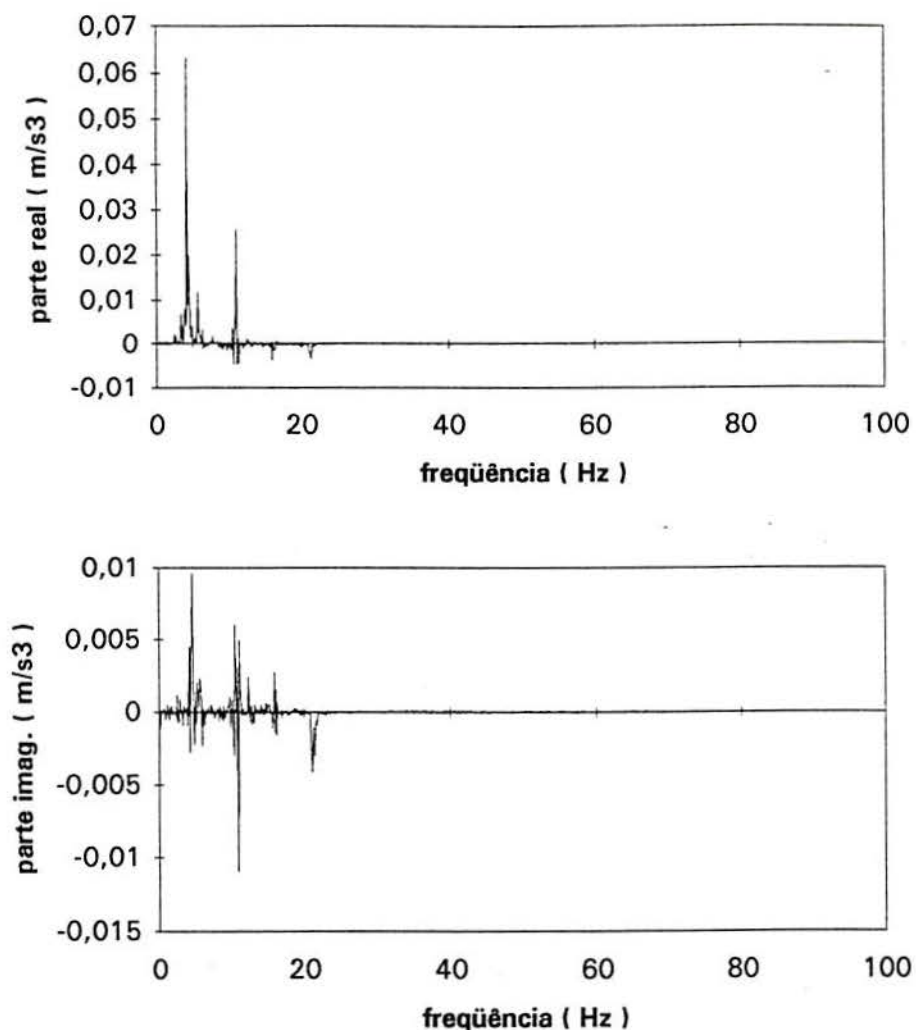 0,07
0,06
0,05
0,04
0,03
0,02
0,01
0
-0,01
parte real ( m/s3 )
0 20 40 60 80 100
freqüência ( Hz )
0,01
0,005
0
-0,005
-0,01
-0,015
parte imag. ( m/s3 )
0 20 40 60 80 100
freqüência ( Hz )